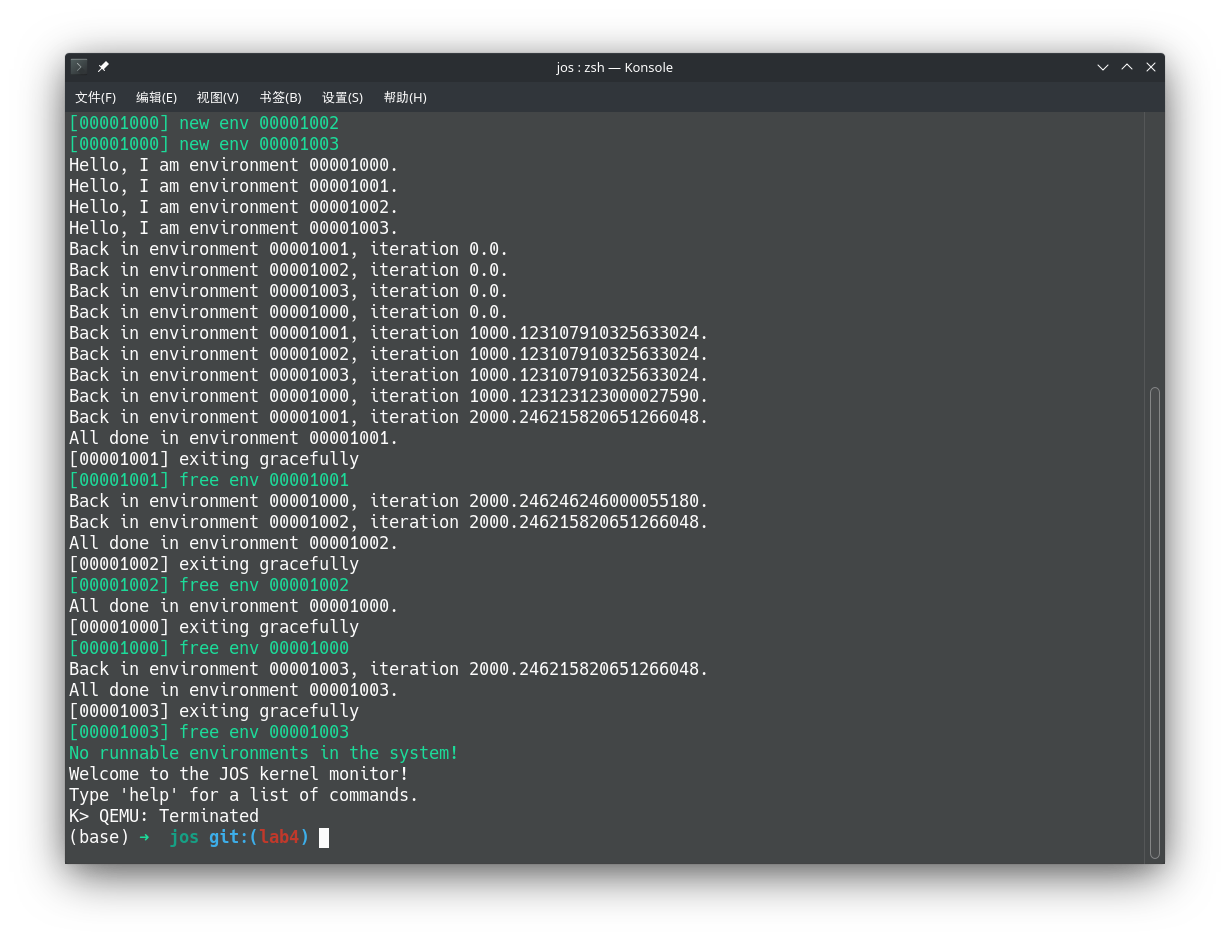 jos : zsh — Konsole
文件(F) 编辑(E) 视图(V) 书签(B) 设置(S) 帮助(H)
[00001000] new env 00001002
[00001000] new env 00001003
Hello, I am environment 00001000.
Hello, I am environment 00001001.
Hello, I am environment 00001002.
Hello, I am environment 00001003.
Back in environment 00001001, iteration 0.0.
Back in environment 00001002, iteration 0.0.
Back in environment 00001003, iteration 0.0.
Back in environment 00001000, iteration 0.0.
Back in environment 00001001, iteration 1000.123107910325633024.
Back in environment 00001002, iteration 1000.123107910325633024.
Back in environment 00001003, iteration 1000.123107910325633024.
Back in environment 00001000, iteration 1000.123123123000027590.
Back in environment 00001001, iteration 2000.246215820651266048.
All done in environment 00001001.
[00001001] exiting gracefully
[00001001] free env 00001001
Back in environment 00001000, iteration 2000.246246246000055180.
Back in environment 00001002, iteration 2000.246215820651266048.
All done in environment 00001002.
[00001002] exiting gracefully
[00001002] free env 00001002
All done in environment 00001000.
[00001000] exiting gracefully
[00001000] free env 00001000
Back in environment 00001003, iteration 2000.246215820651266048.
All done in environment 00001003.
[00001003] exiting gracefully
[00001003] free env 00001003
No runnable environments in the system!
Welcome to the JOS kernel monitor!
Type 'help' for a list of commands.
K> QEMU: Terminated
(base) ➜  jos git:(lab4)